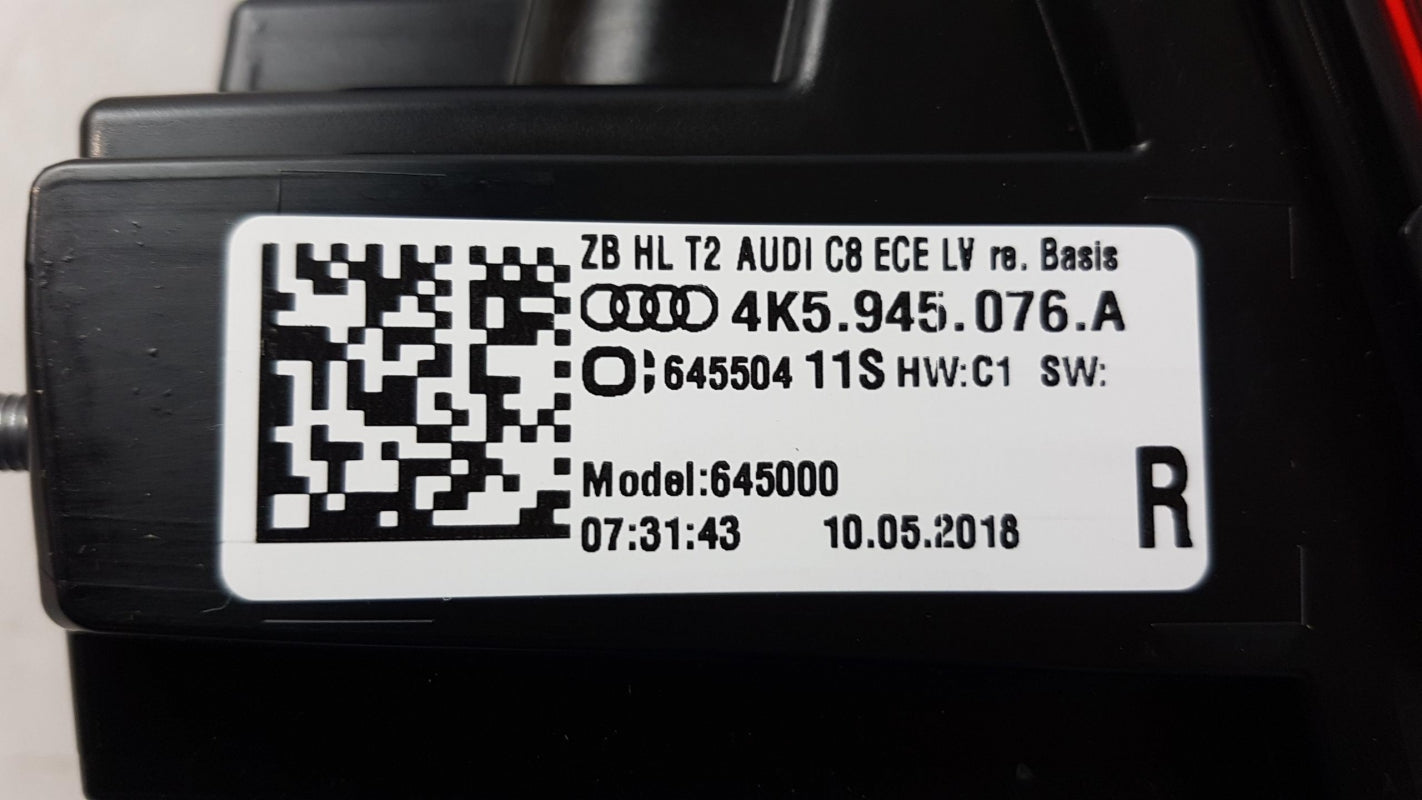 ZB HL T2 AUDI C8 ECE LV re. Basis
4K5.945.076.A
645504 11S HW:C1 SW:
Model:645000
07:31:43 10.05.2018
R